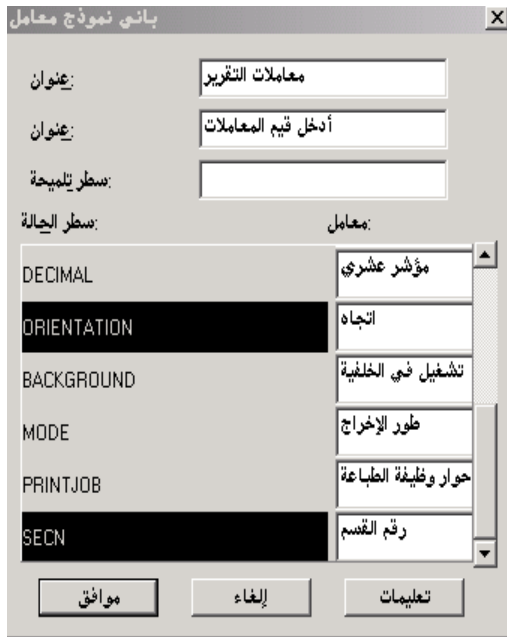 باني نموذج معامل
عنوان: معاملات التقرير
عنوان: أدخل قيم المعاملات
سطر تلميحة:
معامل: سطر الحالة:
DECIMAL مؤشر عشري
ORIENTATION اتجاه
BACKGROUND تشغيل في الخلفية
MODE طور الإخراج
PRINTJOB حوار وظيفة الطباعة
SECN رقم القسم
موافق إلغاء تعليمات